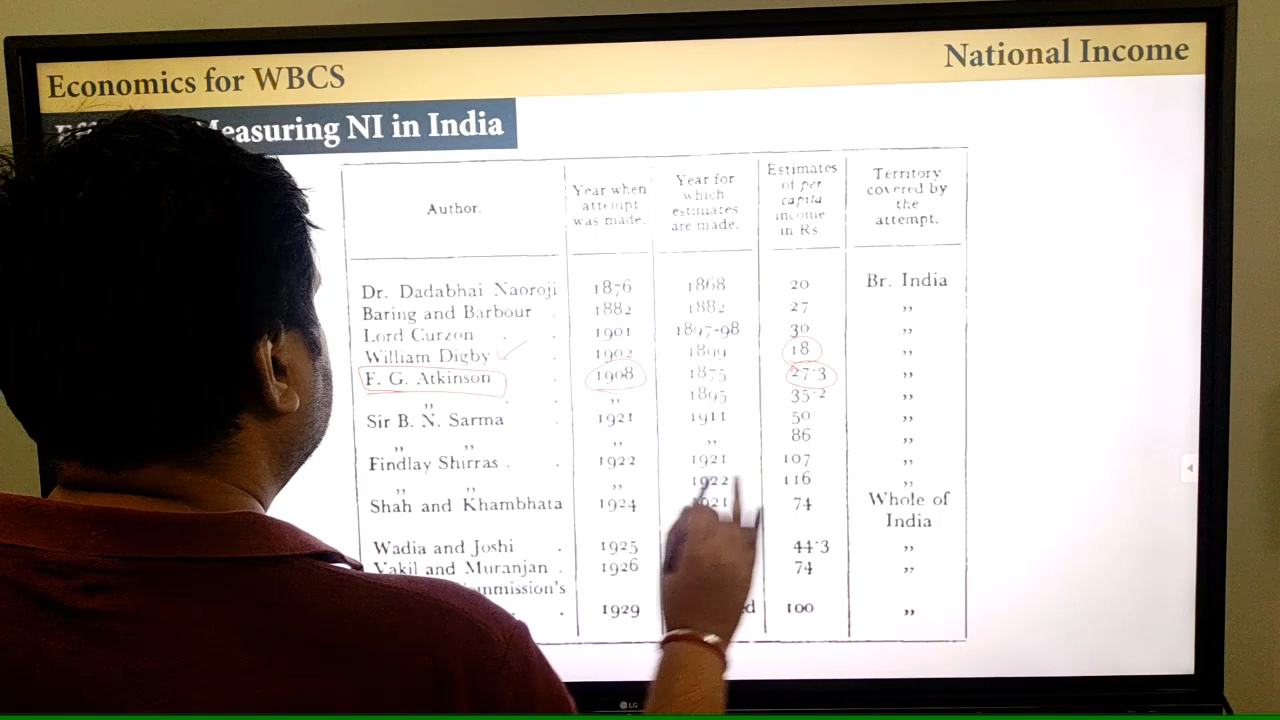 Economics for WBCS
National Income
Measuring NI in India
Author.
Year when attempt was made.
Year for which estimates are made.
Estimates of per capita income in Rs
Territory covered by the attempt.
Dr. Dadabhai Naoroji 1876 1868 20 Br. India
Baring and Barbour . 1882 1882 27 ,,
Lord Curzon . . 1901 1897-98 30 ,,
William Digby . 1902 1899 18 ,,
F. G. Atkinson . 1908 1875 27·3 ,,
,, . . ,, 1895 35·2 ,,
Sir B. N. Sarma . 1921 1911 50 ,,
,, ,, ,, ,, 86 ,,
Findlay Shirras . . 1922 1921 107 ,,
,, ,, ,, 1922 116 ,,
Shah and Khambhata 1924 1921 74 Whole of India
Wadia and Joshi . 1925 44·3 ,,
Vakil and Muranjan . 1926 74 ,,
. . 1929 100 ,,
LG